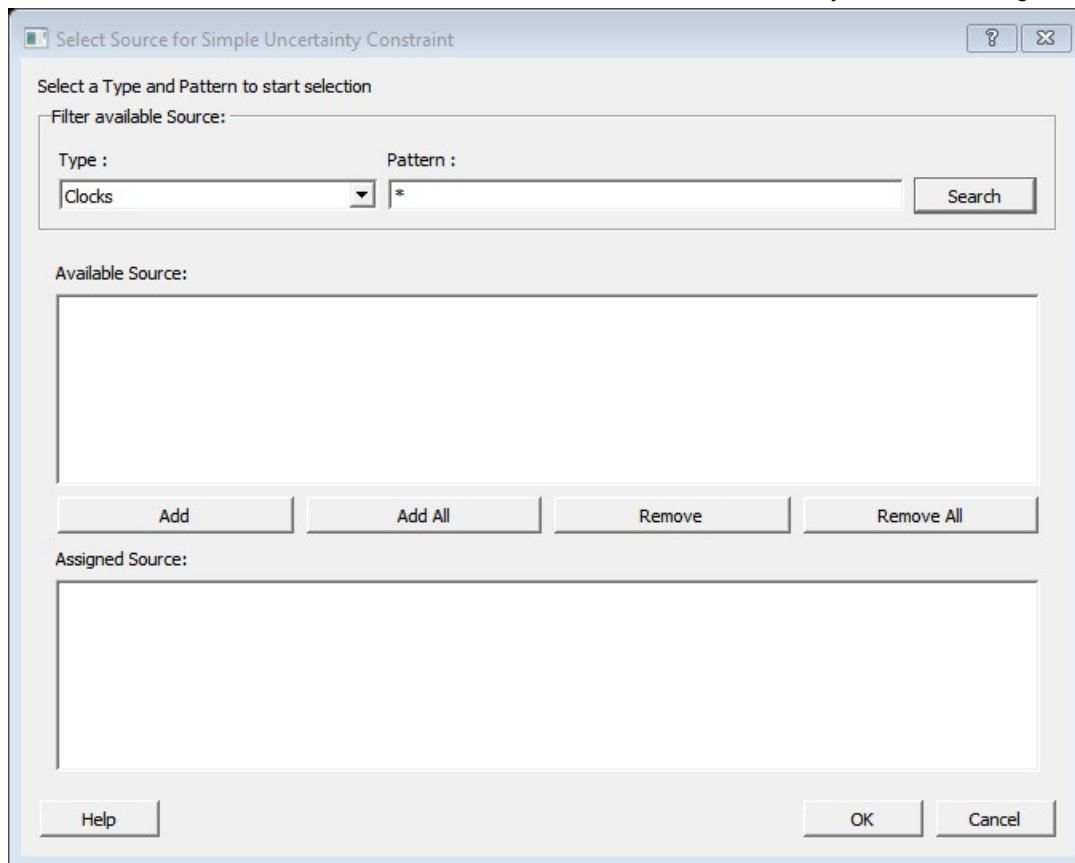 Select Source for Simple Uncertainty Constraint
Select a Type and Pattern to start selection
Filter available Source:
Type : Pattern :
Clocks * Search
Available Source:
Add Add All Remove Remove All
Assigned Source:
Help OK Cancel